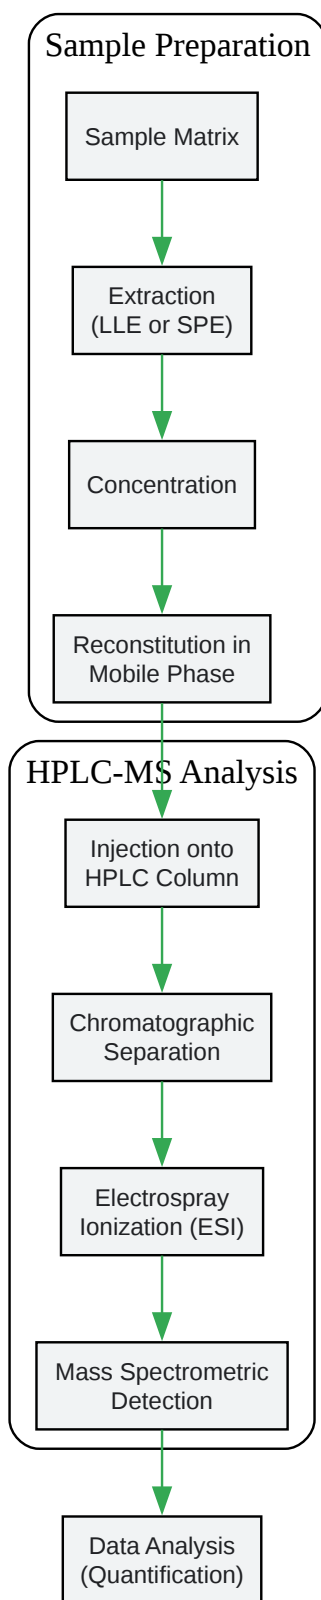 Sample Preparation
Sample Matrix
Extraction
(LLE or SPE)
Concentration
Reconstitution in
Mobile Phase
HPLC-MS Analysis
Injection onto
HPLC Column
Chromatographic
Separation
Electrospray
Ionization (ESI)
Mass Spectrometric
Detection
Data Analysis
(Quantification)